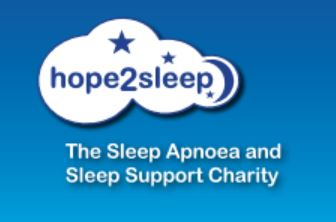 hope2sleep
The Sleep Apnoea and
Sleep Support Charity